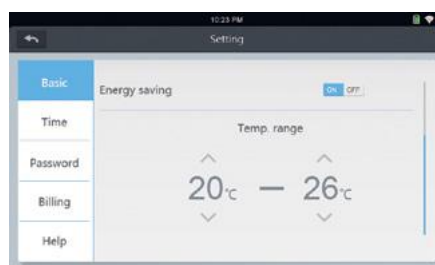 10:23 PM
Setting
Basic
Energy saving
ON OFF
Time
Temp. range
Password
20°C — 26°C
Billing
Help